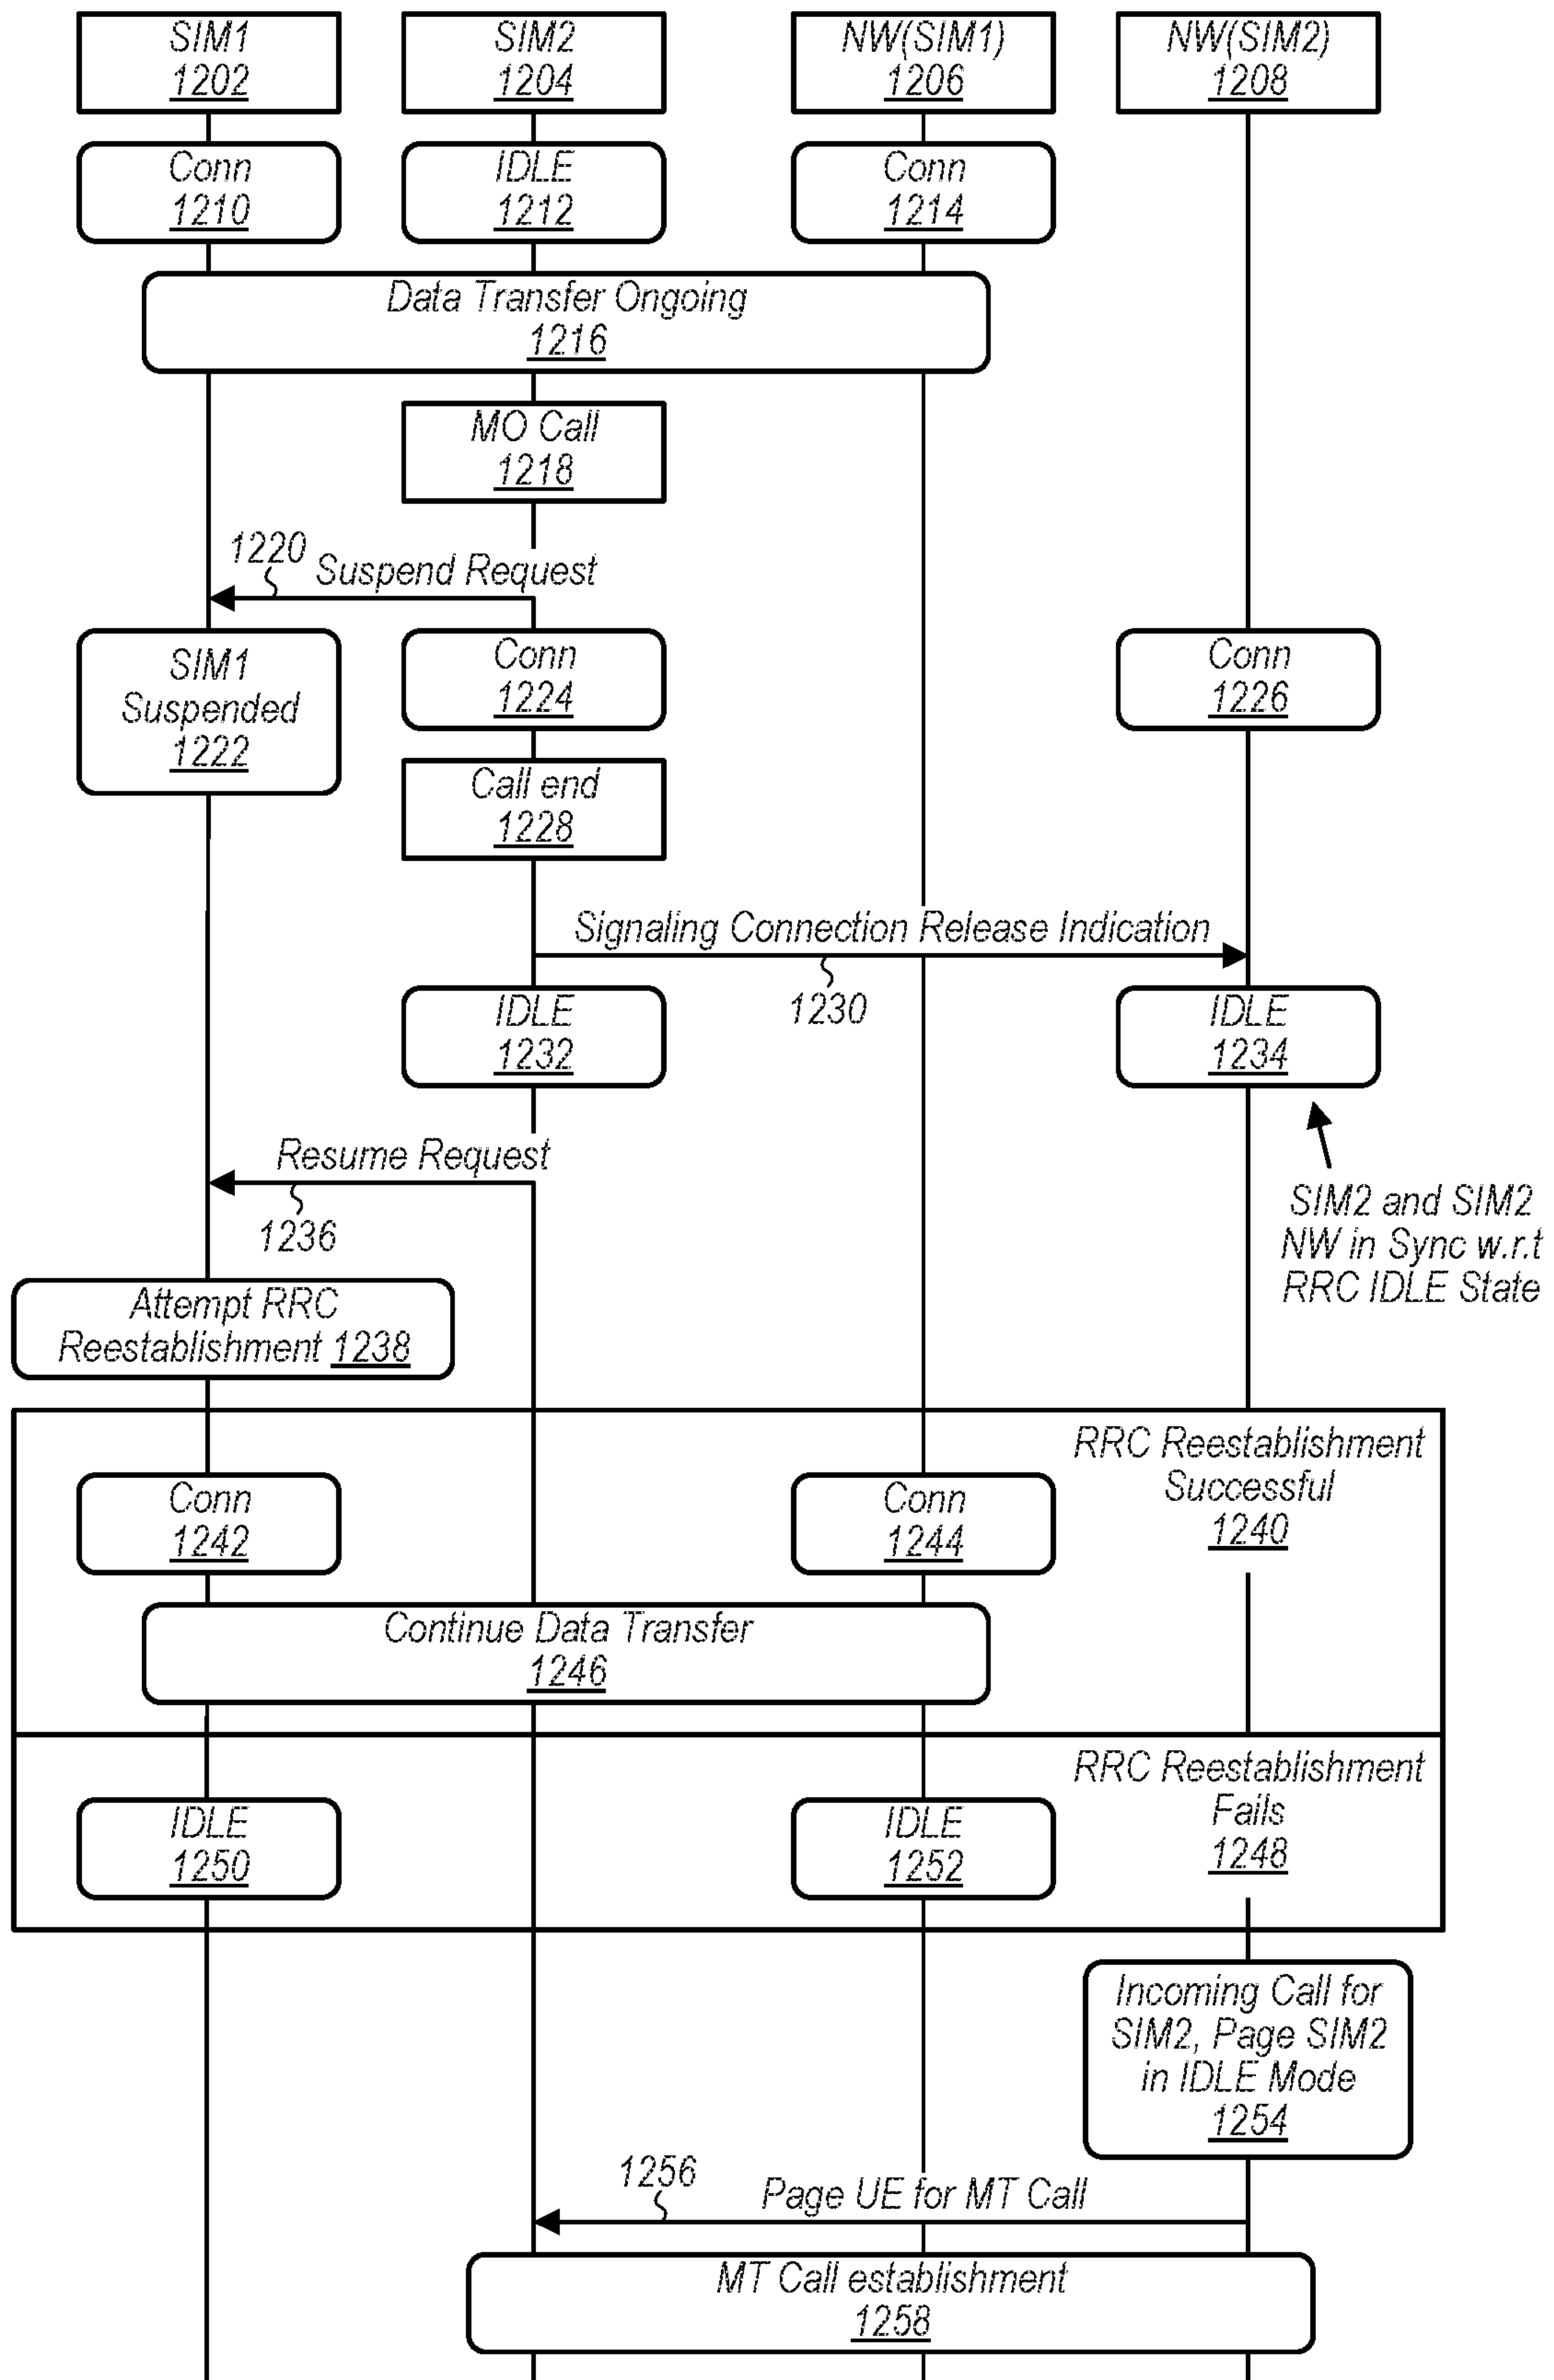 SIM1
1202
SIM2
1204
NW(SIM1)
1206
NW(SIM2)
1208
Conn
1210
IDLE
1212
Conn
1214
Data Transfer Ongoing
1216
MO Call
1218
1220
Suspend Request
SIM1
Suspended
1222
Conn
1224
Conn
1226
Call end
1228
Signaling Connection Release Indication
1230
IDLE
1232
IDLE
1234
Resume Request
1236
SIM2 and SIM2
NW in Sync w.r.t
RRC IDLE State
Attempt RRC
Reestablishment 1238
RRC Reestablishment
Successful
1240
Conn
1242
Conn
1244
Continue Data Transfer
1246
RRC Reestablishment
Fails
1248
IDLE
1250
IDLE
1252
Incoming Call for
SIM2, Page SIM2
in IDLE Mode
1254
1256
Page UE for MT Call
MT Call establishment
1258